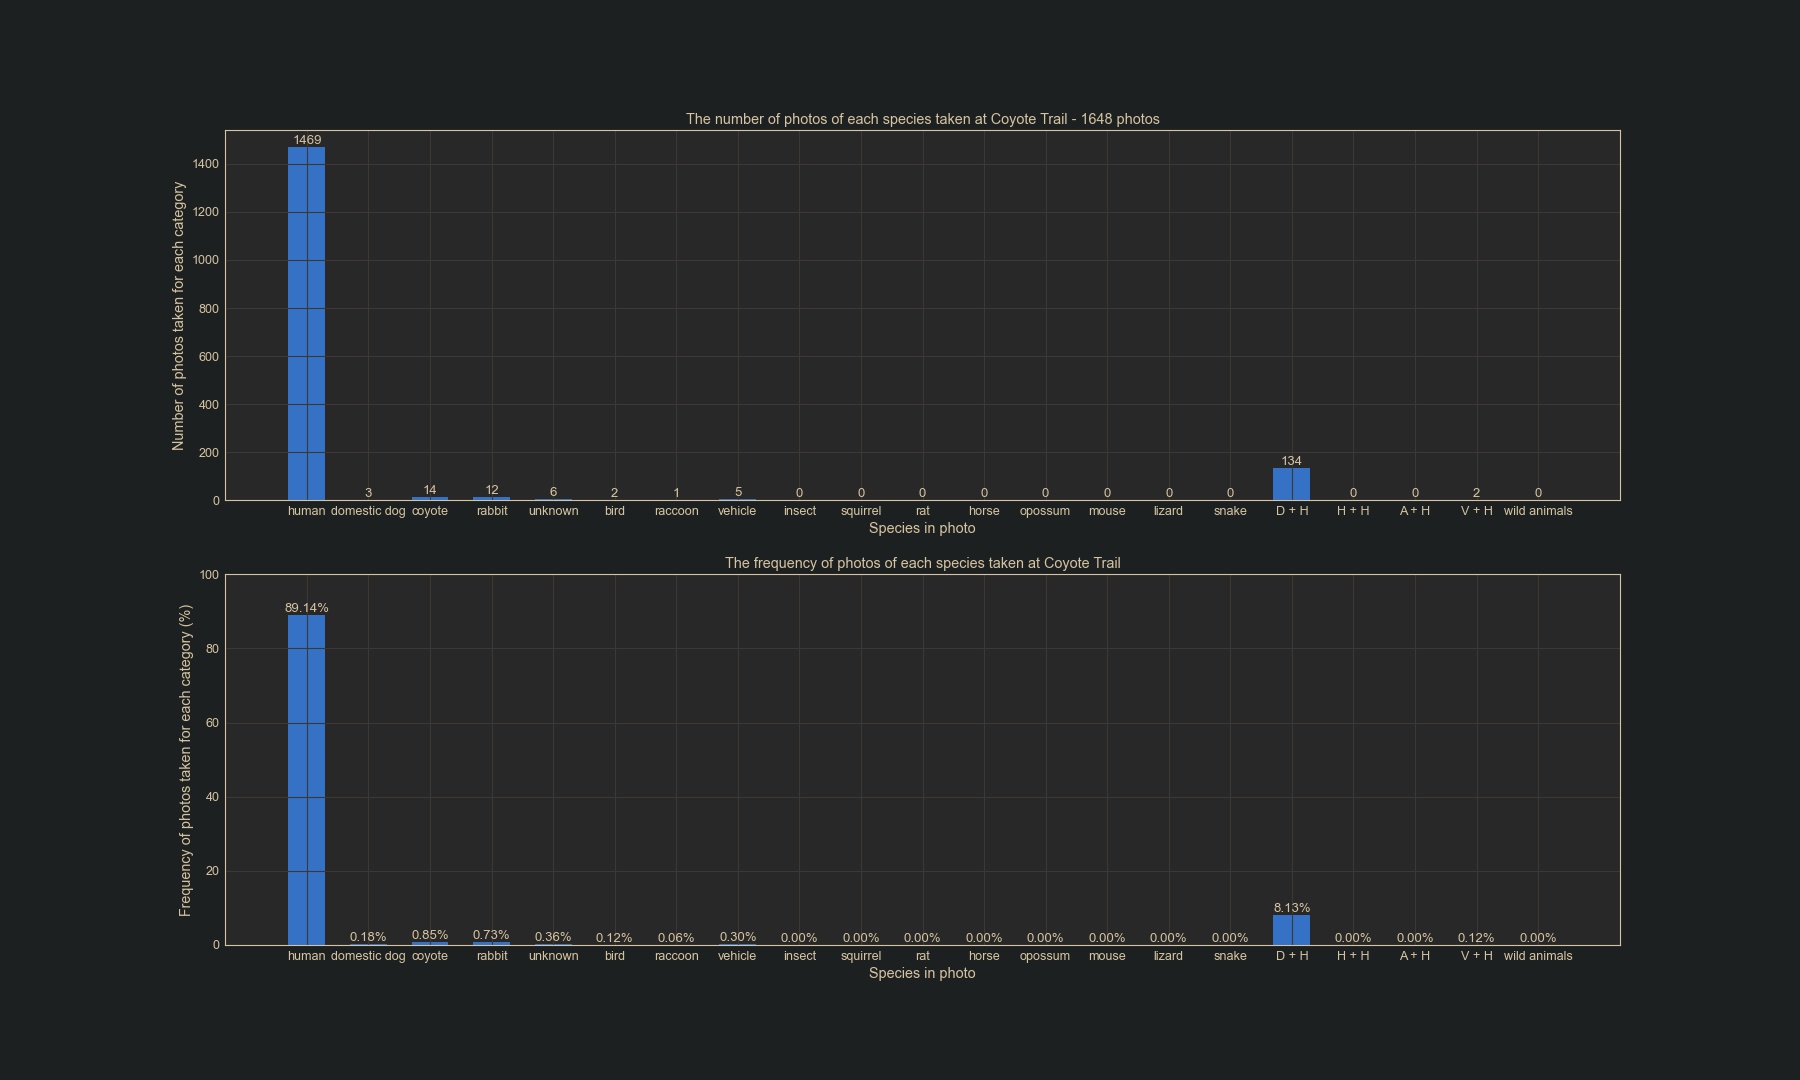 The number of photos of each species taken at Coyote Trail - 1648 photos
Number of photos taken for each category
1400
1200
1000
800
600
400
200
0
1469 3 14 12 6 2 1 5 0 0 0 0 0 0 0 0 134 0 0 2 0
human domestic dog coyote rabbit unknown bird raccoon vehicle insect squirrel rat horse opossum mouse lizard snake D + H H + H A + H V + H wild animals
Species in photo
The frequency of photos of each species taken at Coyote Trail
Frequency of photos taken for each category (%)
100
80
60
40
20
0
89.14% 0.18% 0.85% 0.73% 0.36% 0.12% 0.06% 0.30% 0.00% 0.00% 0.00% 0.00% 0.00% 0.00% 0.00% 0.00% 8.13% 0.00% 0.00% 0.12% 0.00%
human domestic dog coyote rabbit unknown bird raccoon vehicle insect squirrel rat horse opossum mouse lizard snake D + H H + H A + H V + H wild animals
Species in photo